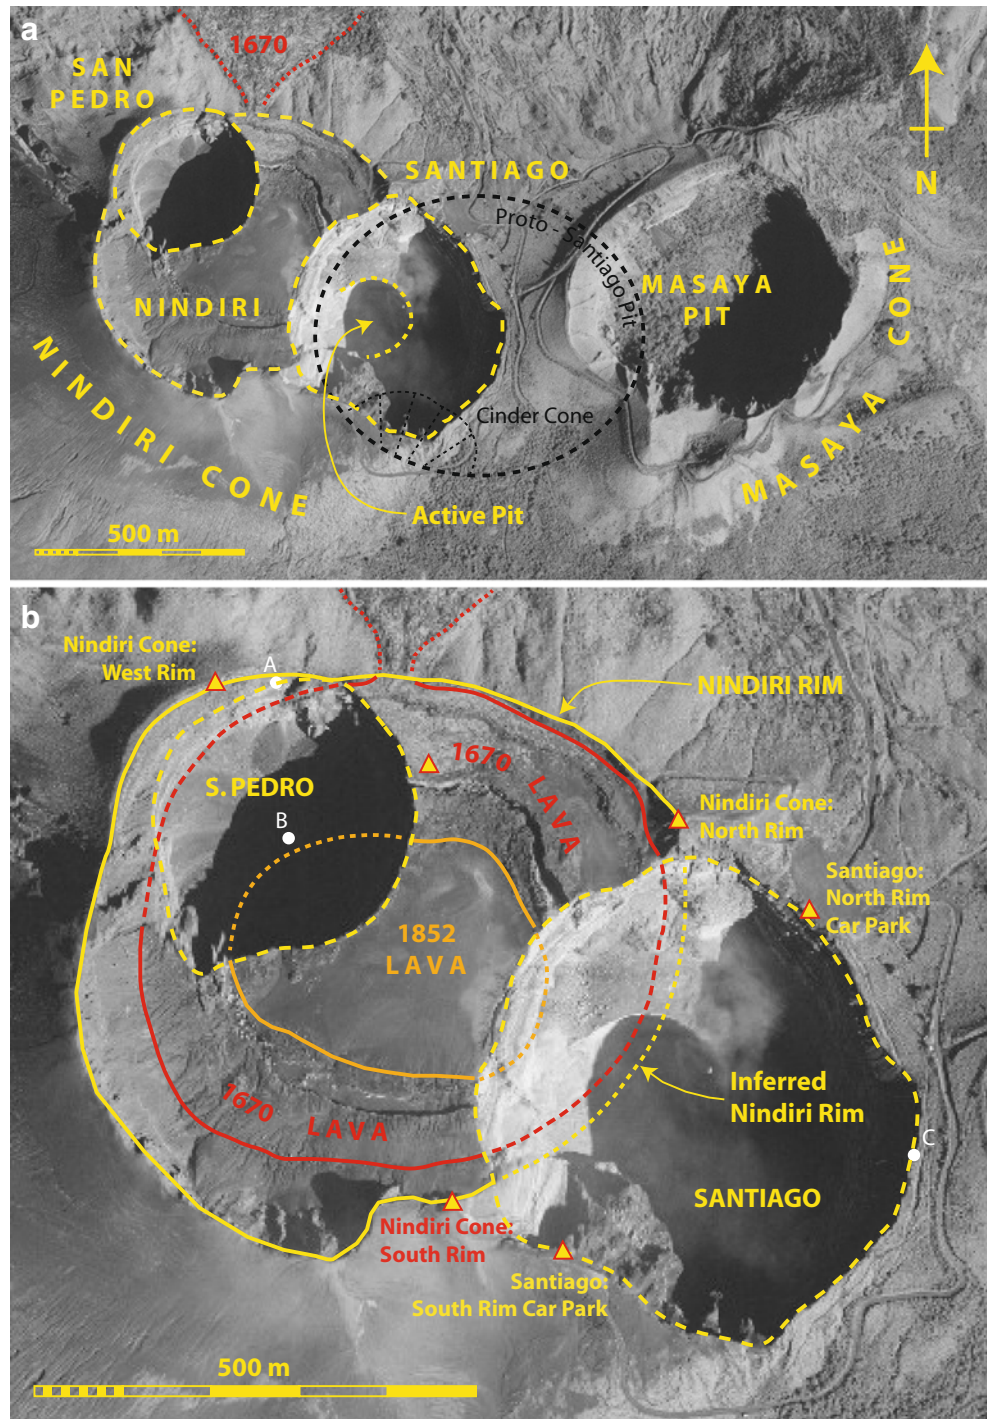 a
1670
SAN
PEDRO
SANTIAGO
N
Proto - Santiago Pit
MASAYA
PIT
NINDIRI
NINDIRI CONE
MASAYA CONE
Cinder Cone
Active Pit
500 m
b
Nindiri Cone:
West Rim
A
NINDIRI RIM
1670 LAVA
S. PEDRO
B
Nindiri Cone:
North Rim
Santiago:
North Rim
Car Park
1852
LAVA
Inferred
Nindiri Rim
1670 LAVA
C
SANTIAGO
Nindiri Cone:
South Rim
Santiago:
South Rim Car Park
500 m